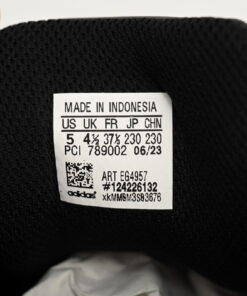 MADE IN INDONESIA
US UK FR JP CHN
5 4½ 37⅓ 230 230
PCI 789002 06/23
ART EG4957
#124226132
adidas